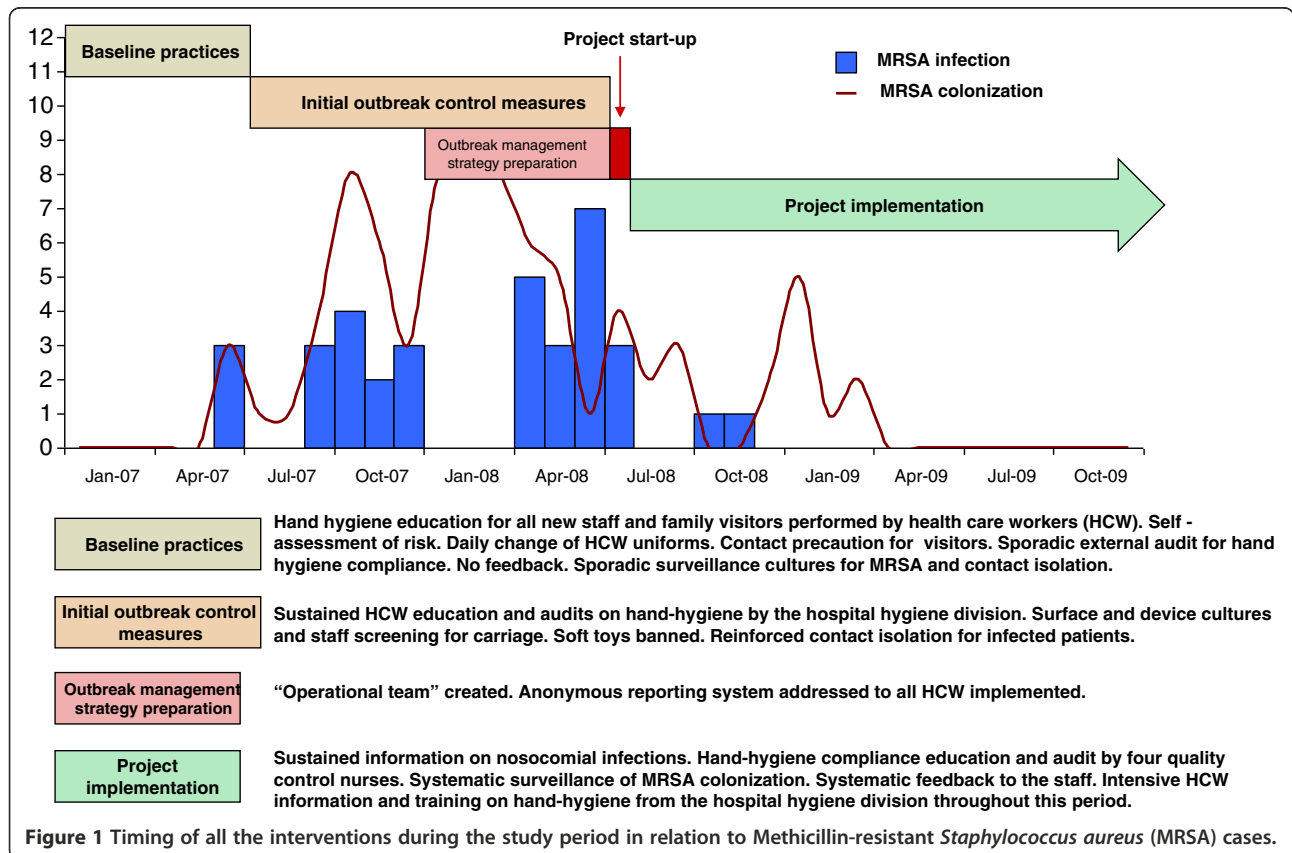 12
11
10
9
8
7
6
5
4
3
2
1
0
Baseline practices
Project start-up
MRSA infection
MRSA colonization
Initial outbreak control measures
Outbreak management
strategy preparation
Project implementation
Jan-07 Apr-07 Jul-07 Oct-07 Jan-08 Apr-08 Jul-08 Oct-08 Jan-09 Apr-09 Jul-09 Oct-09
Baseline practices
Hand hygiene education for all new staff and family visitors performed by health care workers (HCW). Self -
assessment of risk. Daily change of HCW uniforms. Contact precaution for visitors. Sporadic external audit for hand
hygiene compliance. No feedback. Sporadic surveillance cultures for MRSA and contact isolation.
Initial outbreak control
measures
Sustained HCW education and audits on hand-hygiene by the hospital hygiene division. Surface and device cultures
and staff screening for carriage. Soft toys banned. Reinforced contact isolation for infected patients.
Outbreak management
strategy preparation
“Operational team” created. Anonymous reporting system addressed to all HCW implemented.
Project
implementation
Sustained information on nosocomial infections. Hand-hygiene compliance education and audit by four quality
control nurses. Systematic surveillance of MRSA colonization. Systematic feedback to the staff. Intensive HCW
information and training on hand-hygiene from the hospital hygiene division throughout this period.
Figure 1 Timing of all the interventions during the study period in relation to Methicillin-resistant Staphylococcus aureus (MRSA) cases.